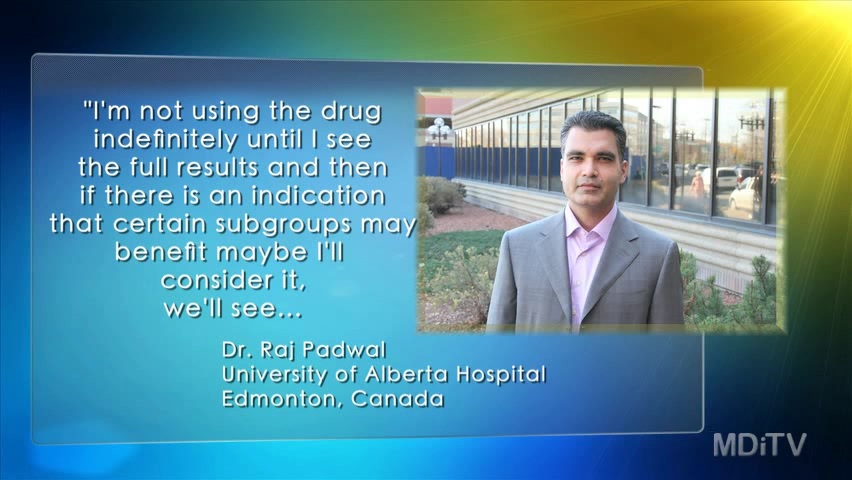 "I'm not using the drug
indefinitely until I see
the full results and then
if there is an indication
that certain subgroups may
benefit maybe I'll
consider it,
we'll see...
Dr. Raj Padwal
University of Alberta Hospital
Edmonton, Canada
MDiTV